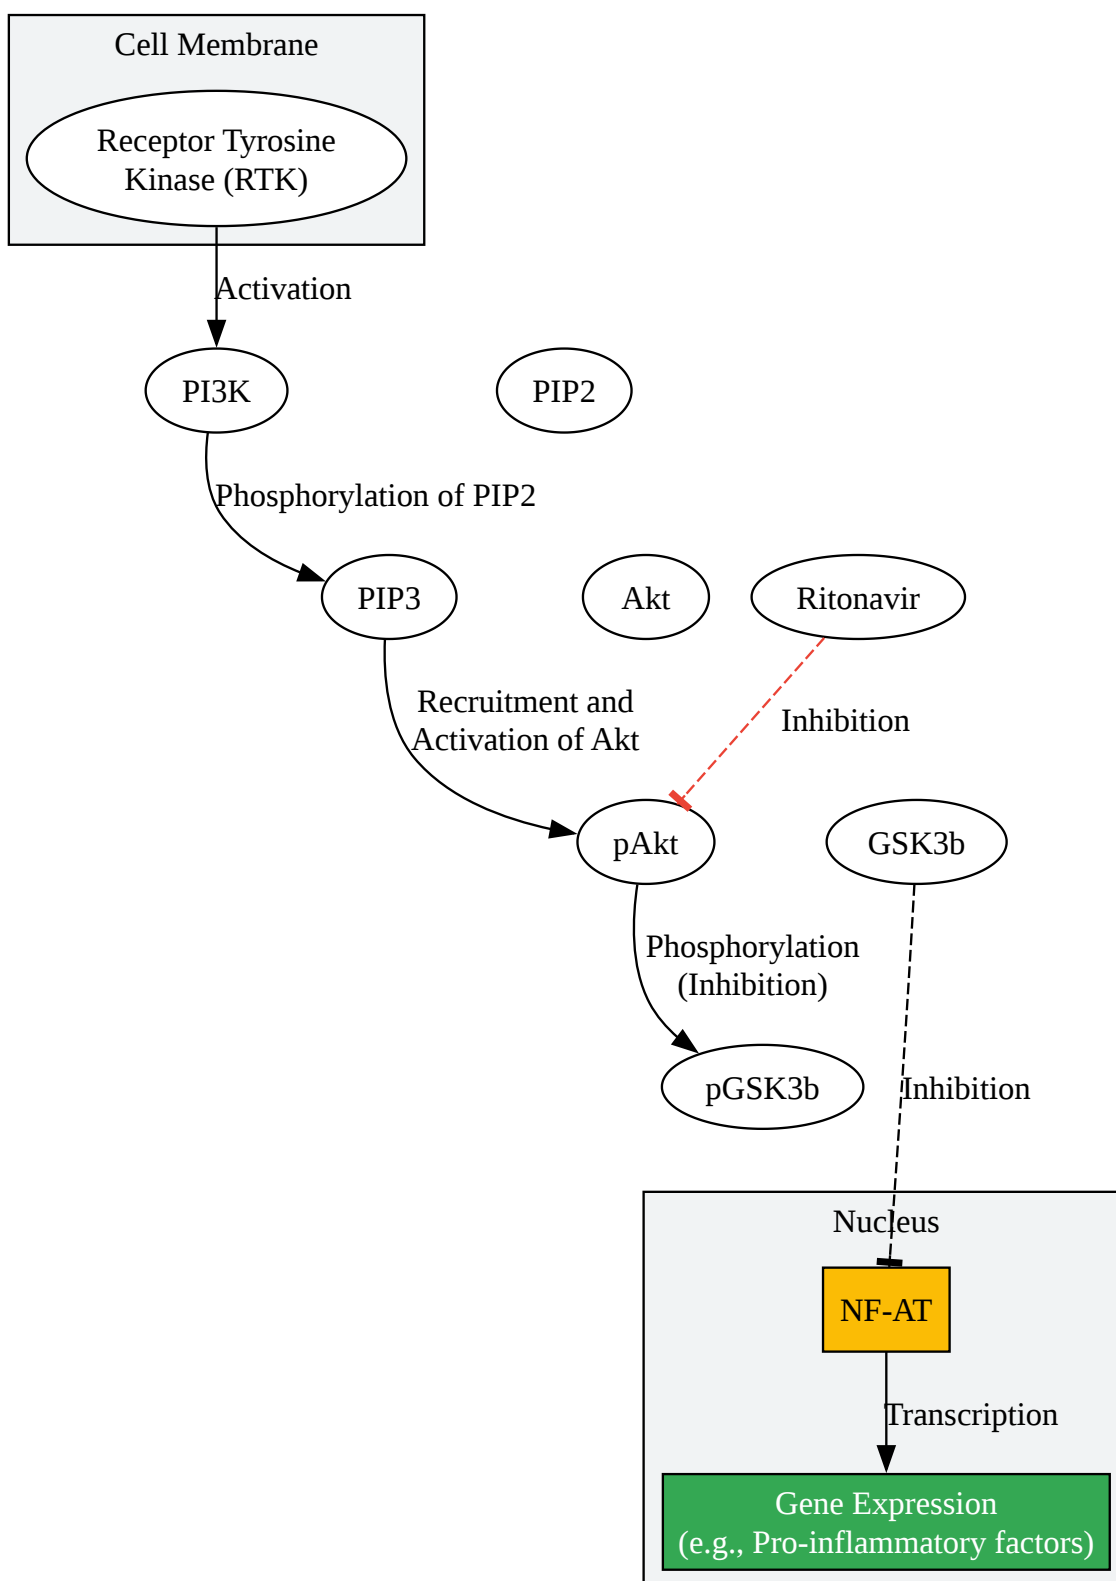 Cell Membrane
Receptor Tyrosine
Kinase (RTK)
Activation
PI3K
PIP2
Phosphorylation of PIP2
PIP3
Akt
Ritonavir
Recruitment and
Activation of Akt
Inhibition
pAkt
GSK3b
Phosphorylation
(Inhibition)
pGSK3b
Inhibition
Nucleus
NF-AT
Transcription
Gene Expression
(e.g., Pro-inflammatory factors)